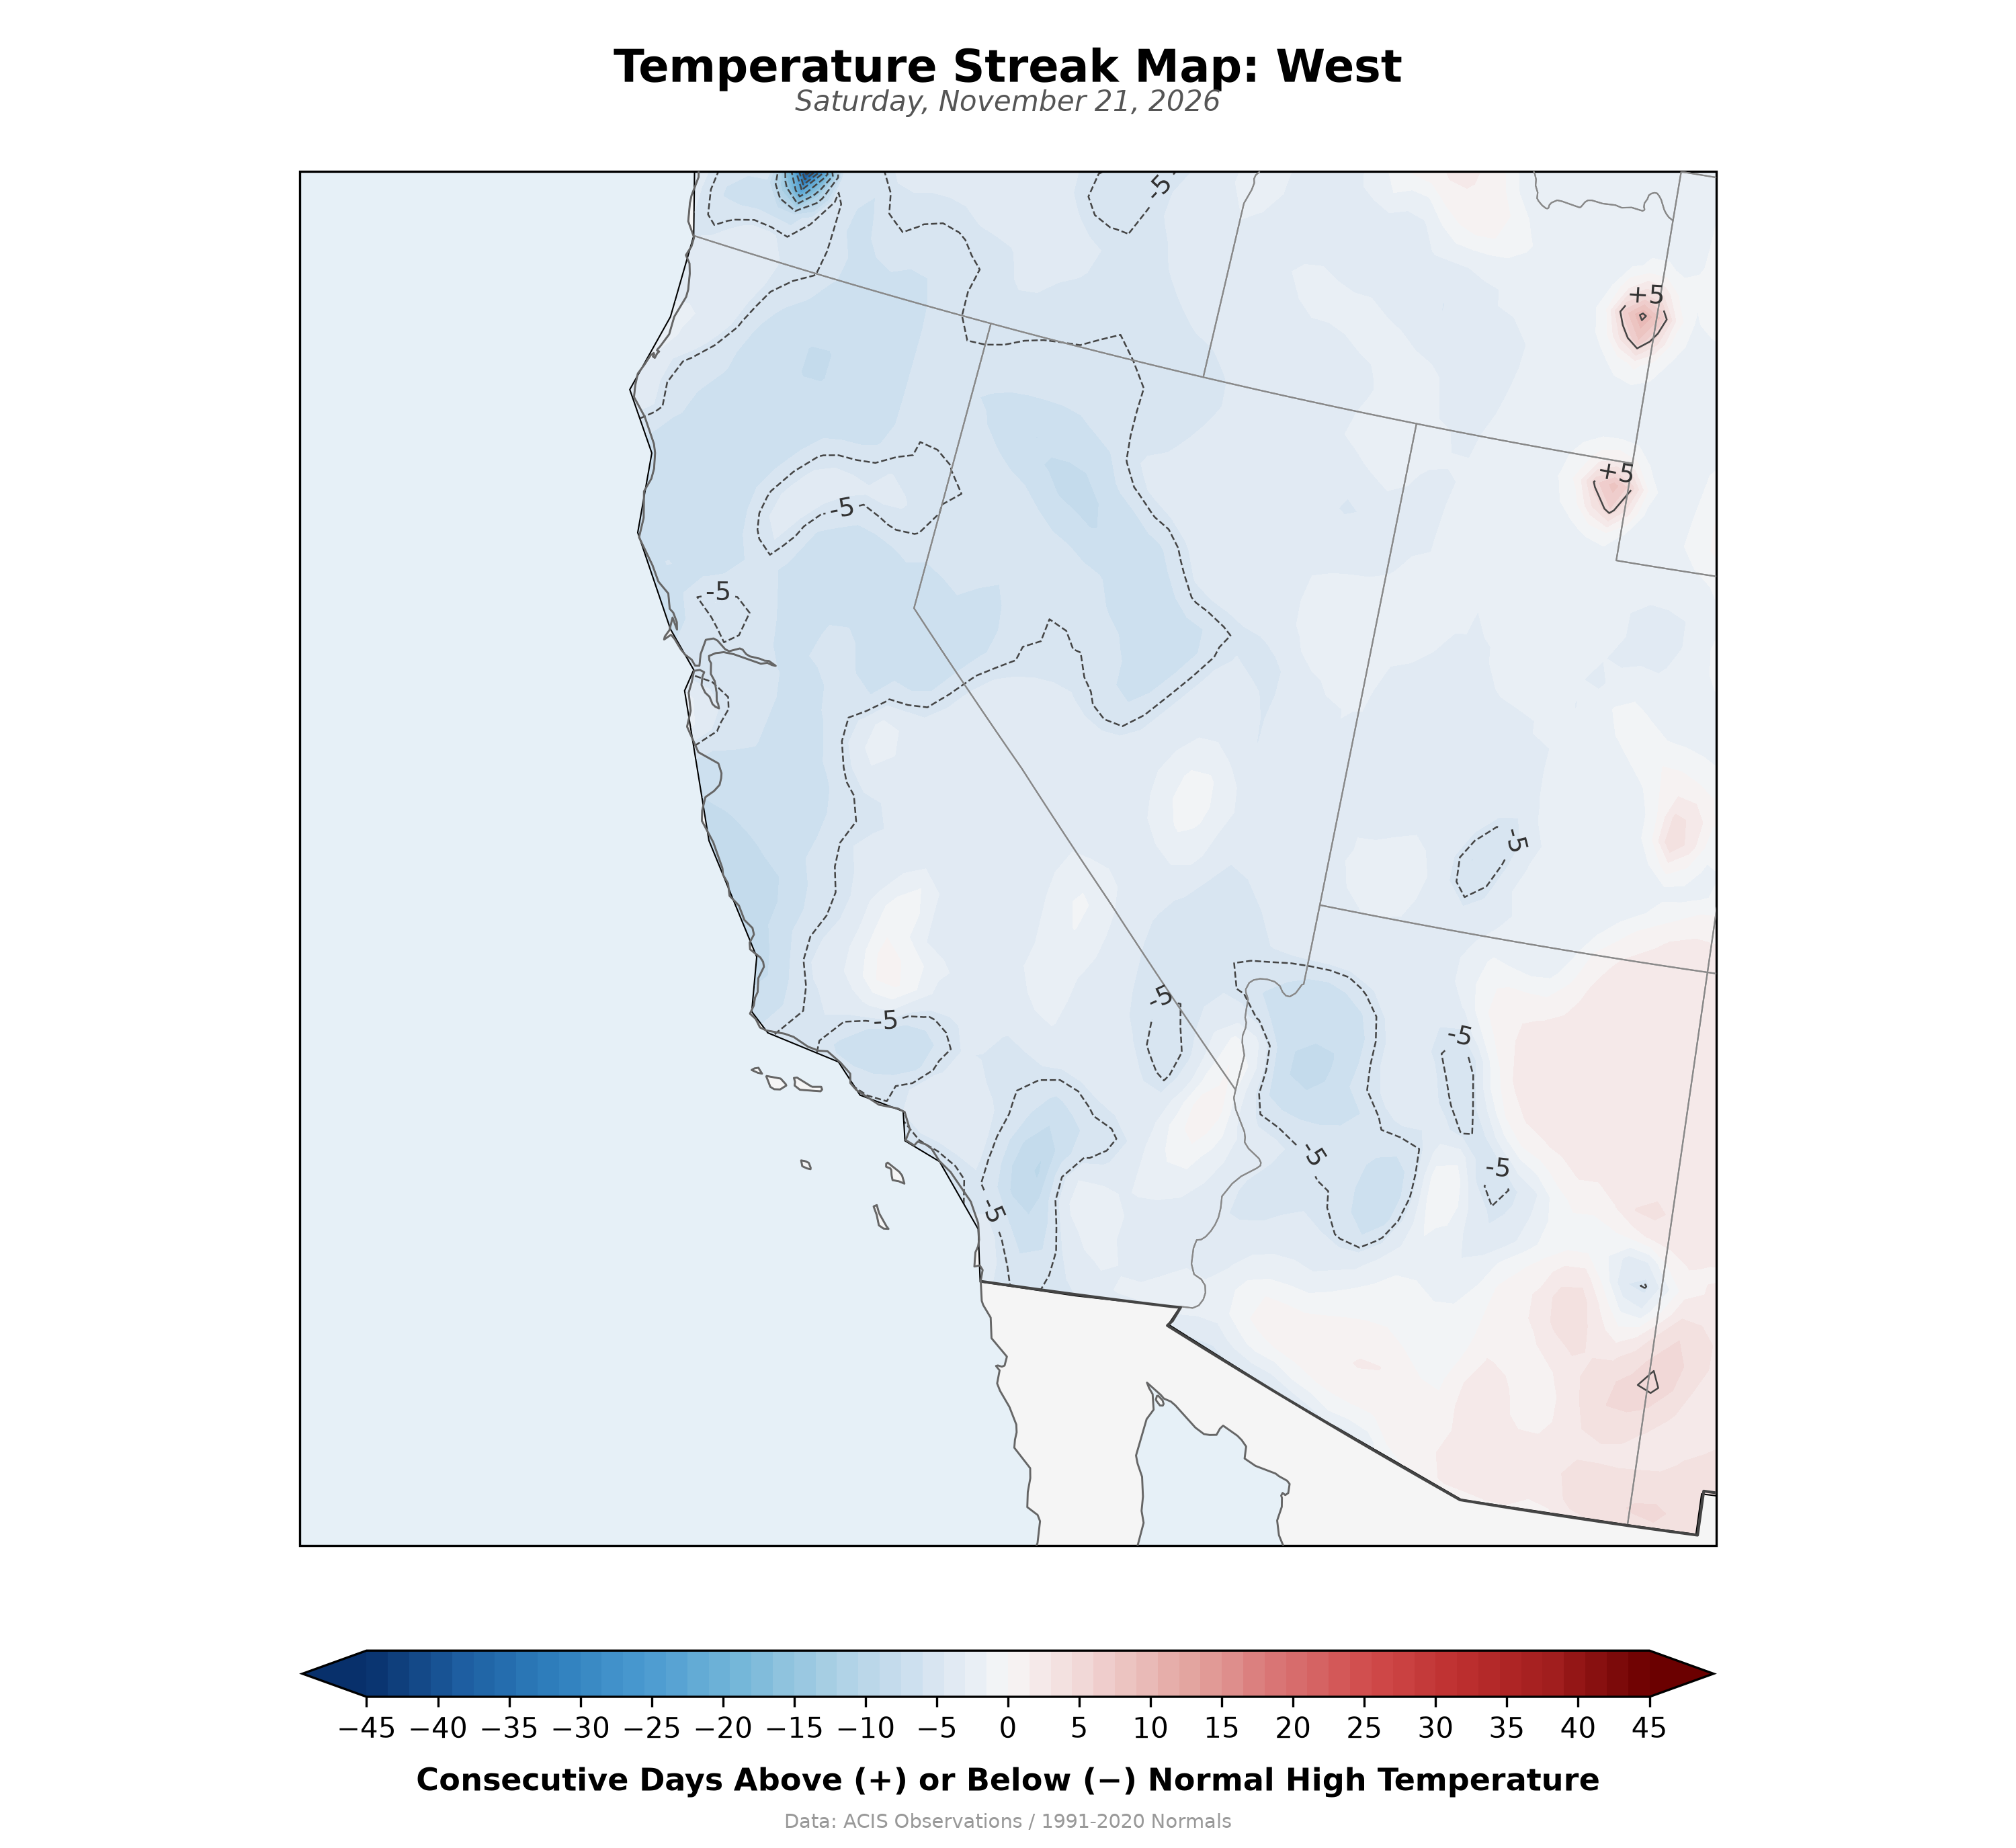 Temperature Streak Map: West
Saturday, November 21, 2026
-5
+5
+5
-5
-5
-5
-5
-5
-5
-5
-5
-5
−45 −40 −35 −30 −25 −20 −15 −10 −5 0 5 10 15 20 25 30 35 40 45
Consecutive Days Above (+) or Below (−) Normal High Temperature
Data: ACIS Observations / 1991-2020 Normals